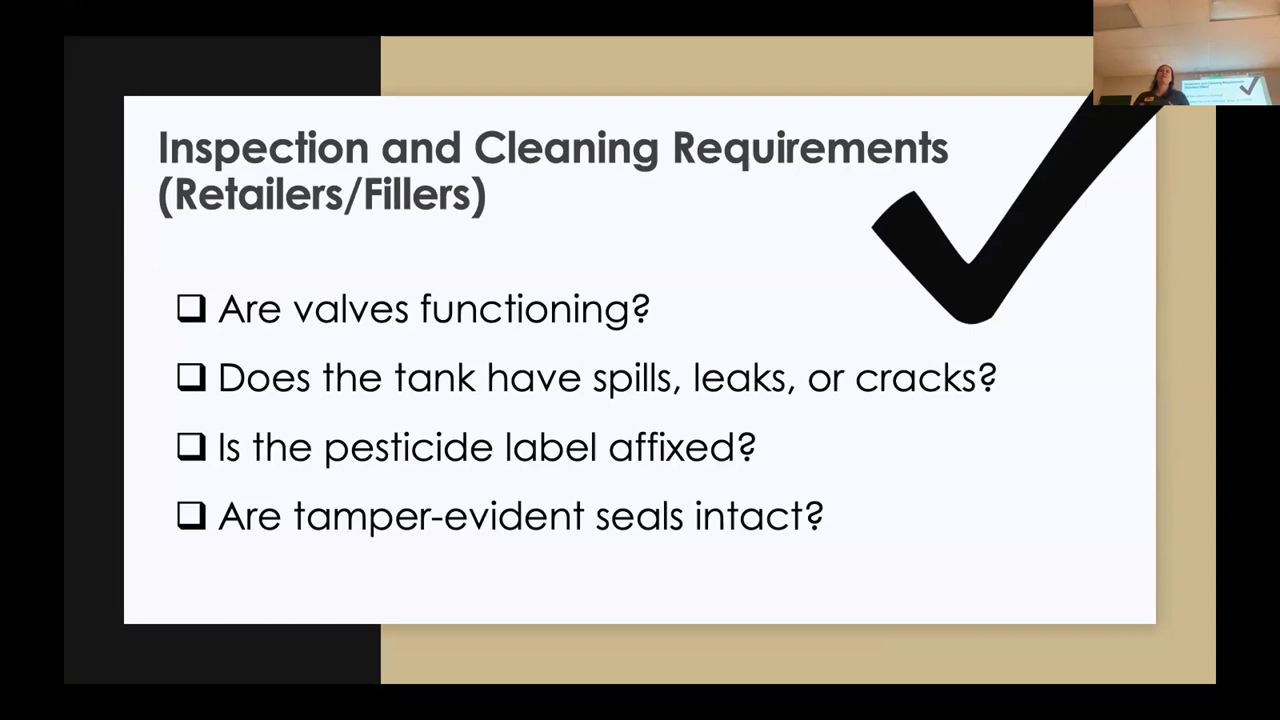 Inspection and Cleaning Requirements
(Retailers/Fillers)
Are valves functioning?
Does the tank have spills, leaks, or cracks?
Is the pesticide label affixed?
Are tamper-evident seals intact?